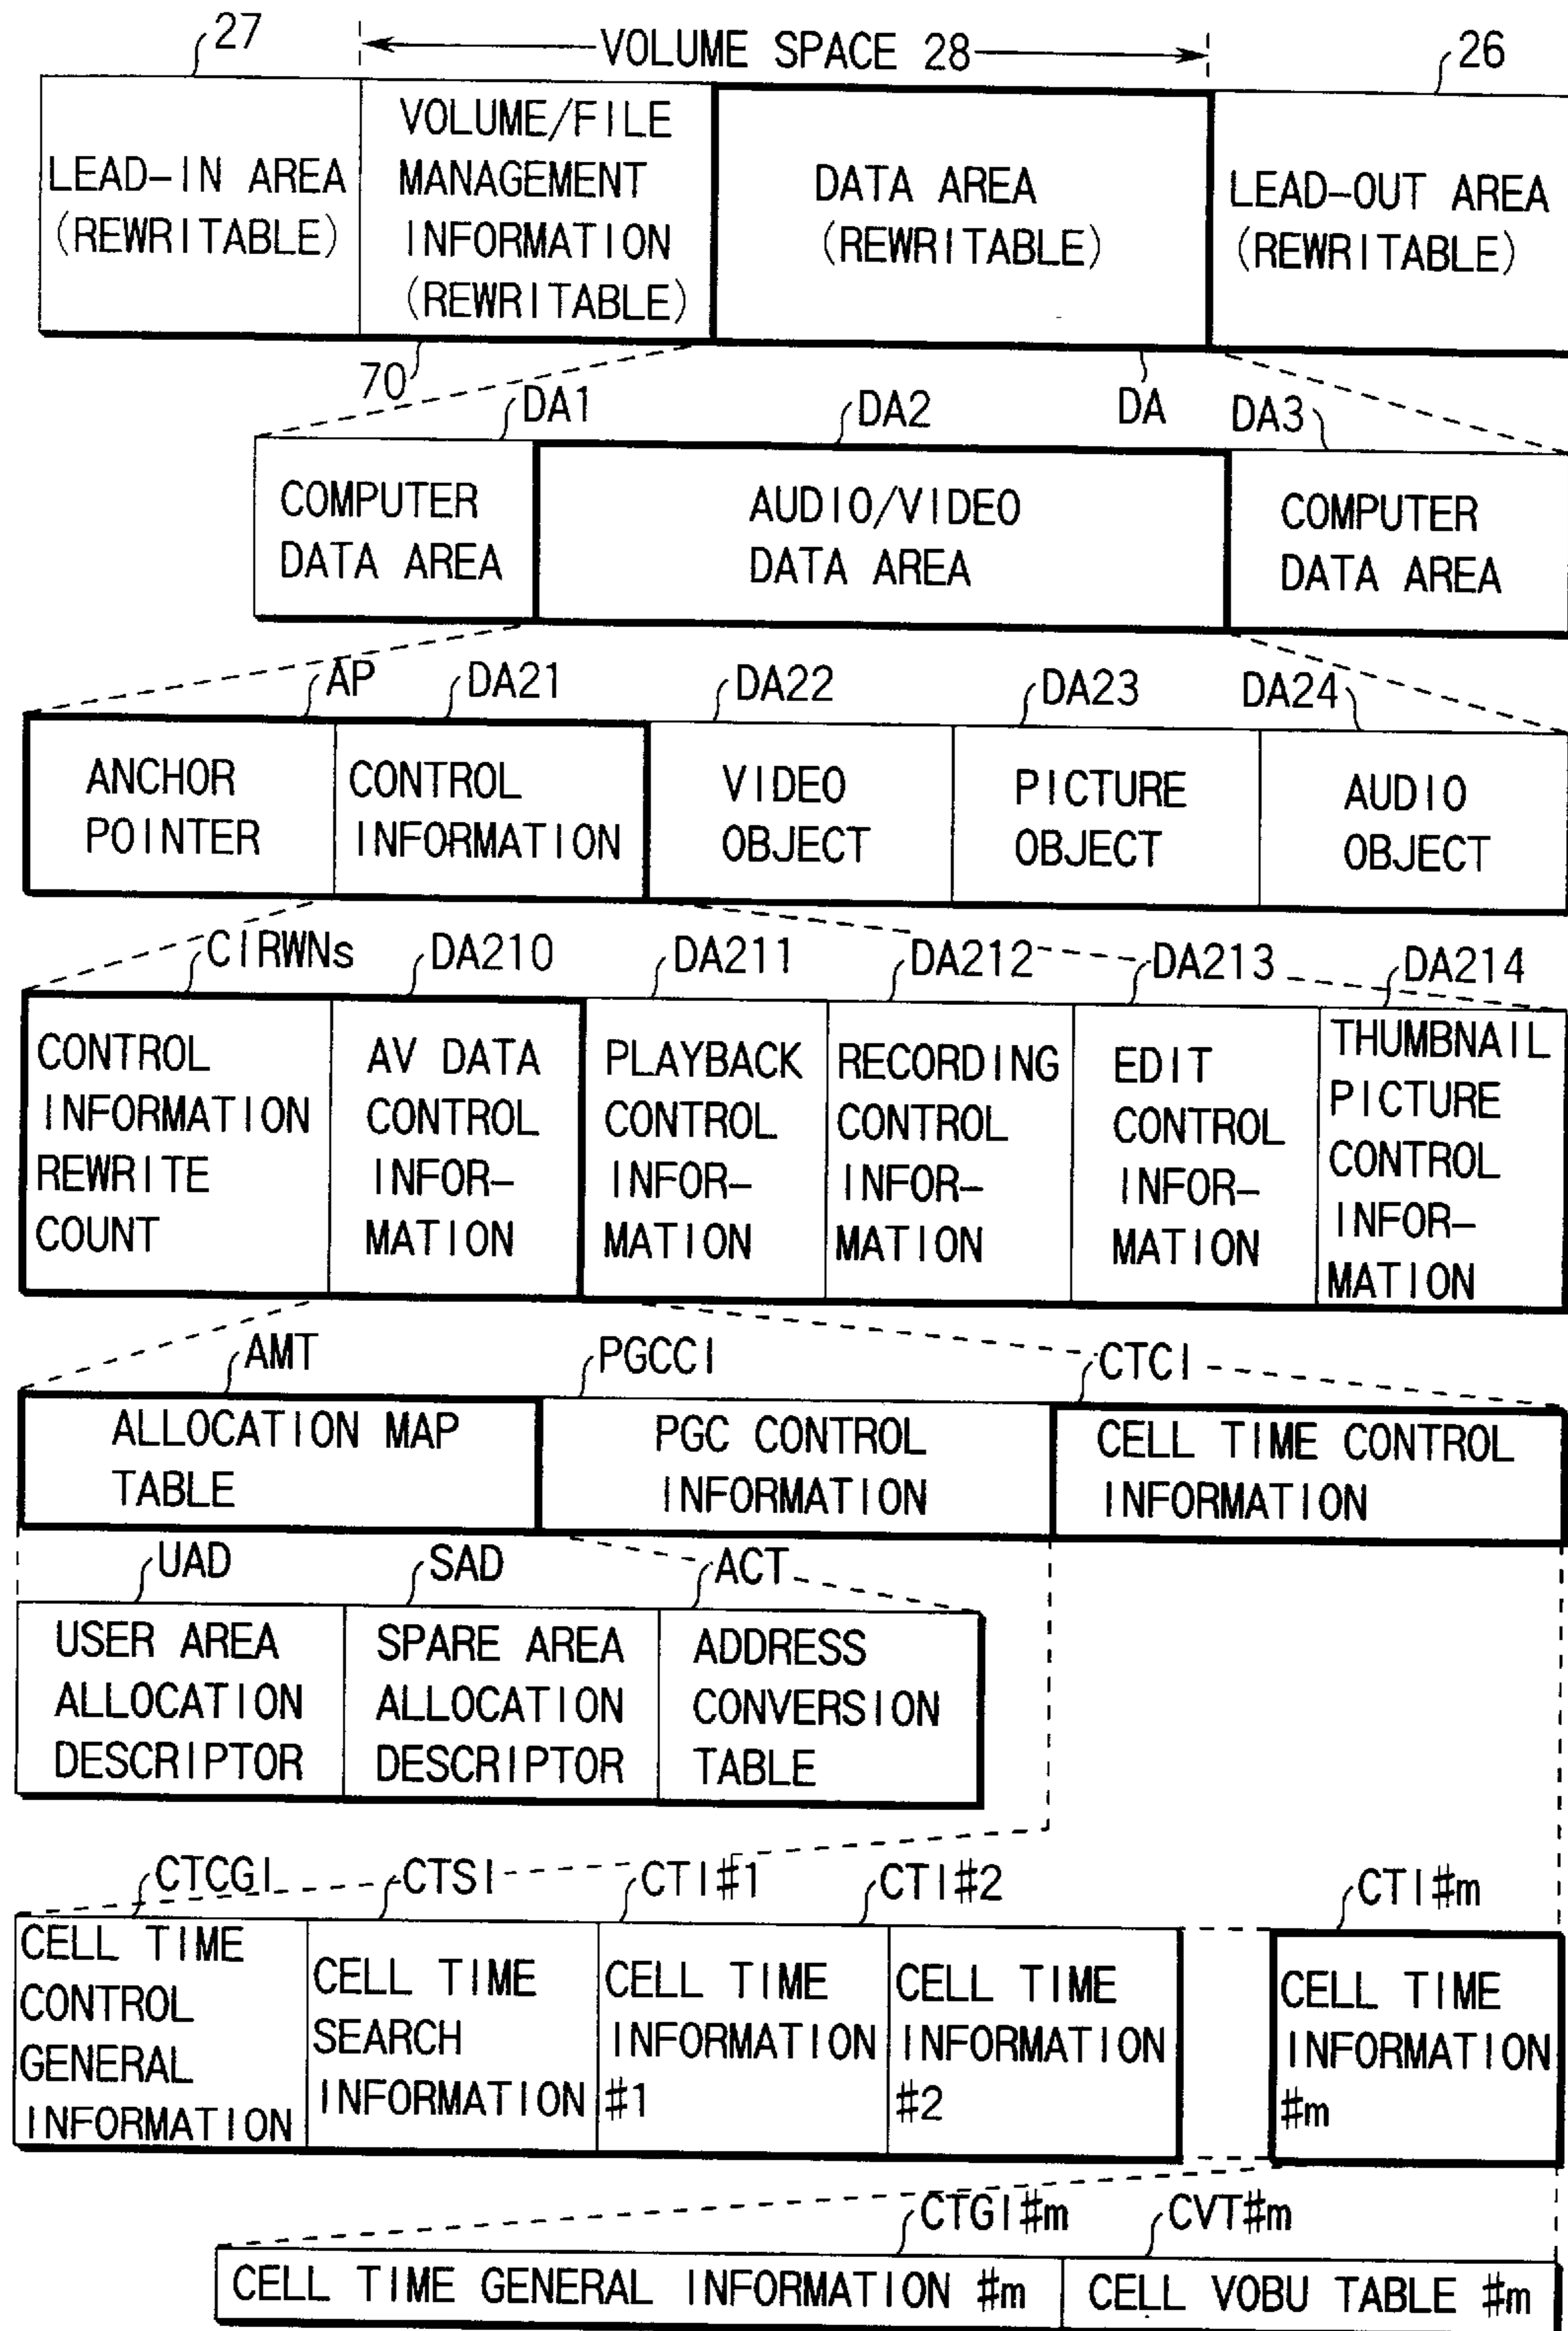 27
VOLUME SPACE 28
26
LEAD-IN AREA
(REWRITABLE)
VOLUME/FILE
MANAGEMENT
INFORMATION
(REWRITABLE)
DATA AREA
(REWRITABLE)
LEAD-OUT AREA
(REWRITABLE)
70
DA
DA1
DA2
DA3
COMPUTER
DATA AREA
AUDIO/VIDEO
DATA AREA
COMPUTER
DATA AREA
AP
DA21
DA22
DA23
DA24
ANCHOR
POINTER
CONTROL
INFORMATION
VIDEO
OBJECT
PICTURE
OBJECT
AUDIO
OBJECT
CIRWNs
DA210
DA211
DA212
DA213
DA214
CONTROL
INFORMATION
REWRITE
COUNT
AV DATA
CONTROL
INFOR-
MATION
PLAYBACK
CONTROL
INFOR-
MATION
RECORDING
CONTROL
INFOR-
MATION
EDIT
CONTROL
INFOR-
MATION
THUMBNAIL
PICTURE
CONTROL
INFOR-
MATION
AMT
PGCCI
CTCI
ALLOCATION MAP
TABLE
PGC CONTROL
INFORMATION
CELL TIME CONTROL
INFORMATION
UAD
SAD
ACT
USER AREA
ALLOCATION
DESCRIPTOR
SPARE AREA
ALLOCATION
DESCRIPTOR
ADDRESS
CONVERSION
TABLE
CTCGI
CTSI
CTI#1
CTI#2
CTI#m
CELL TIME
CONTROL
GENERAL
INFORMATION
CELL TIME
SEARCH
INFORMATION
CELL TIME
INFORMATION
#1
CELL TIME
INFORMATION
#2
CELL TIME
INFORMATION
#m
CTGI#m
CVT#m
CELL TIME GENERAL INFORMATION #m
CELL VOBU TABLE #m